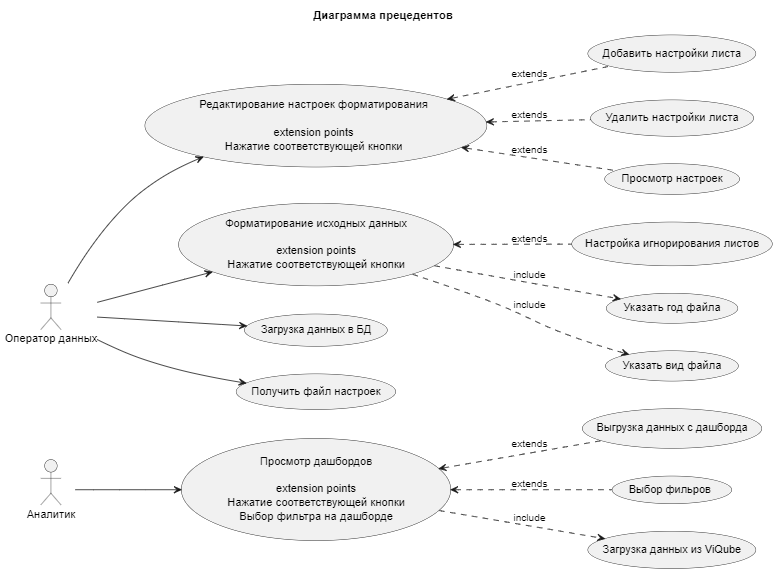 Диаграмма прецедентов
Добавить настройки листа
extends
Редактирование настроек форматирования
extension points
Нажатие соответствующей кнопки
extends
Удалить настройки листа
extends
Просмотр настроек
Форматирование исходных данных
extension points
Нажатие соответствующей кнопки
extends
Настройка игнорирования листов
include
Указать год файла
include
Указать вид файла
Оператор данных
Загрузка данных в БД
Получить файл настроек
Просмотр дашбордов
extension points
Нажатие соответствующей кнопки
Выбор фильтра на дашборде
extends
Выгрузка данных с дашборда
extends
Выбор фильров
include
Загрузка данных из ViQube
Аналитик